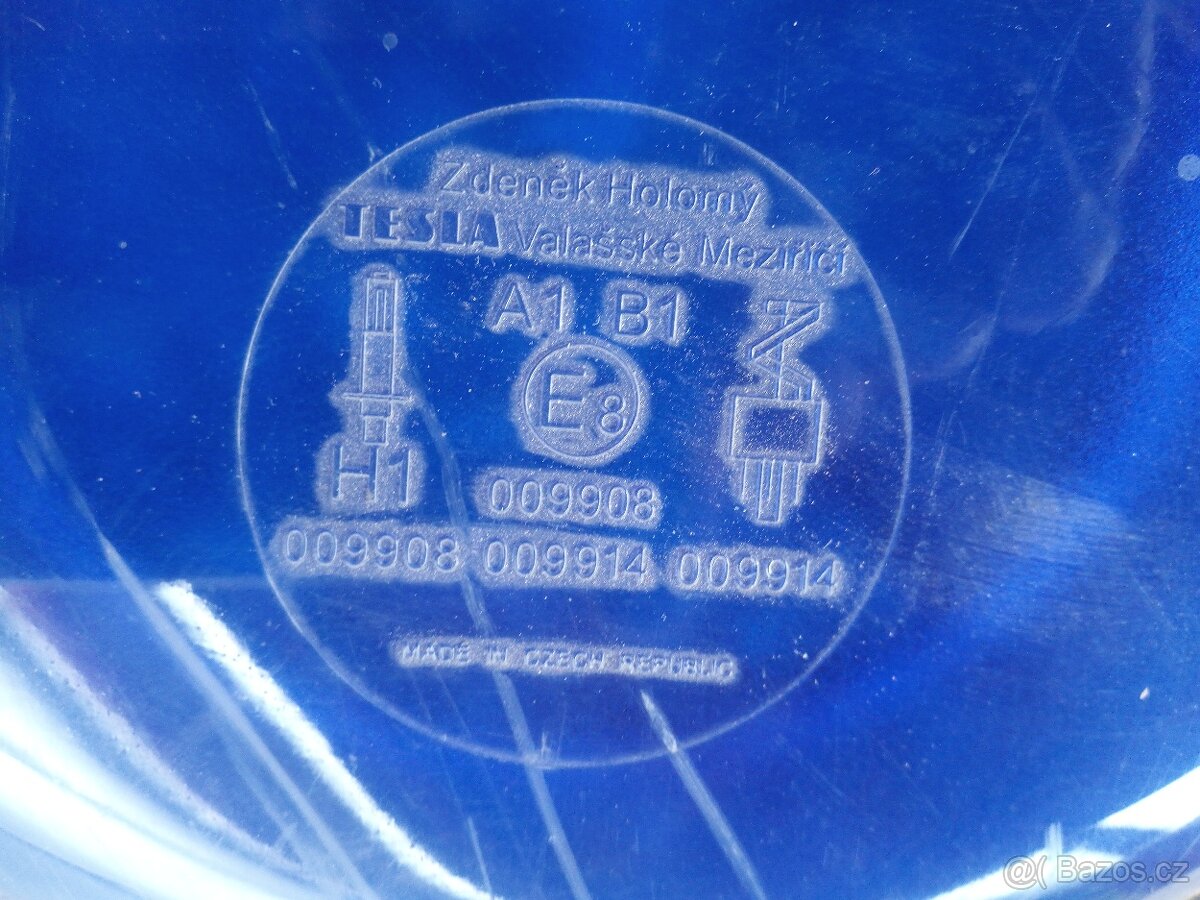 Zdeněk Holomý
TESLA Valašské Meziříčí
A1 B1
E8
H1
009908
009908 009914 009914
MADE IN CZECH REPUBLIC
@( Bazos.cz